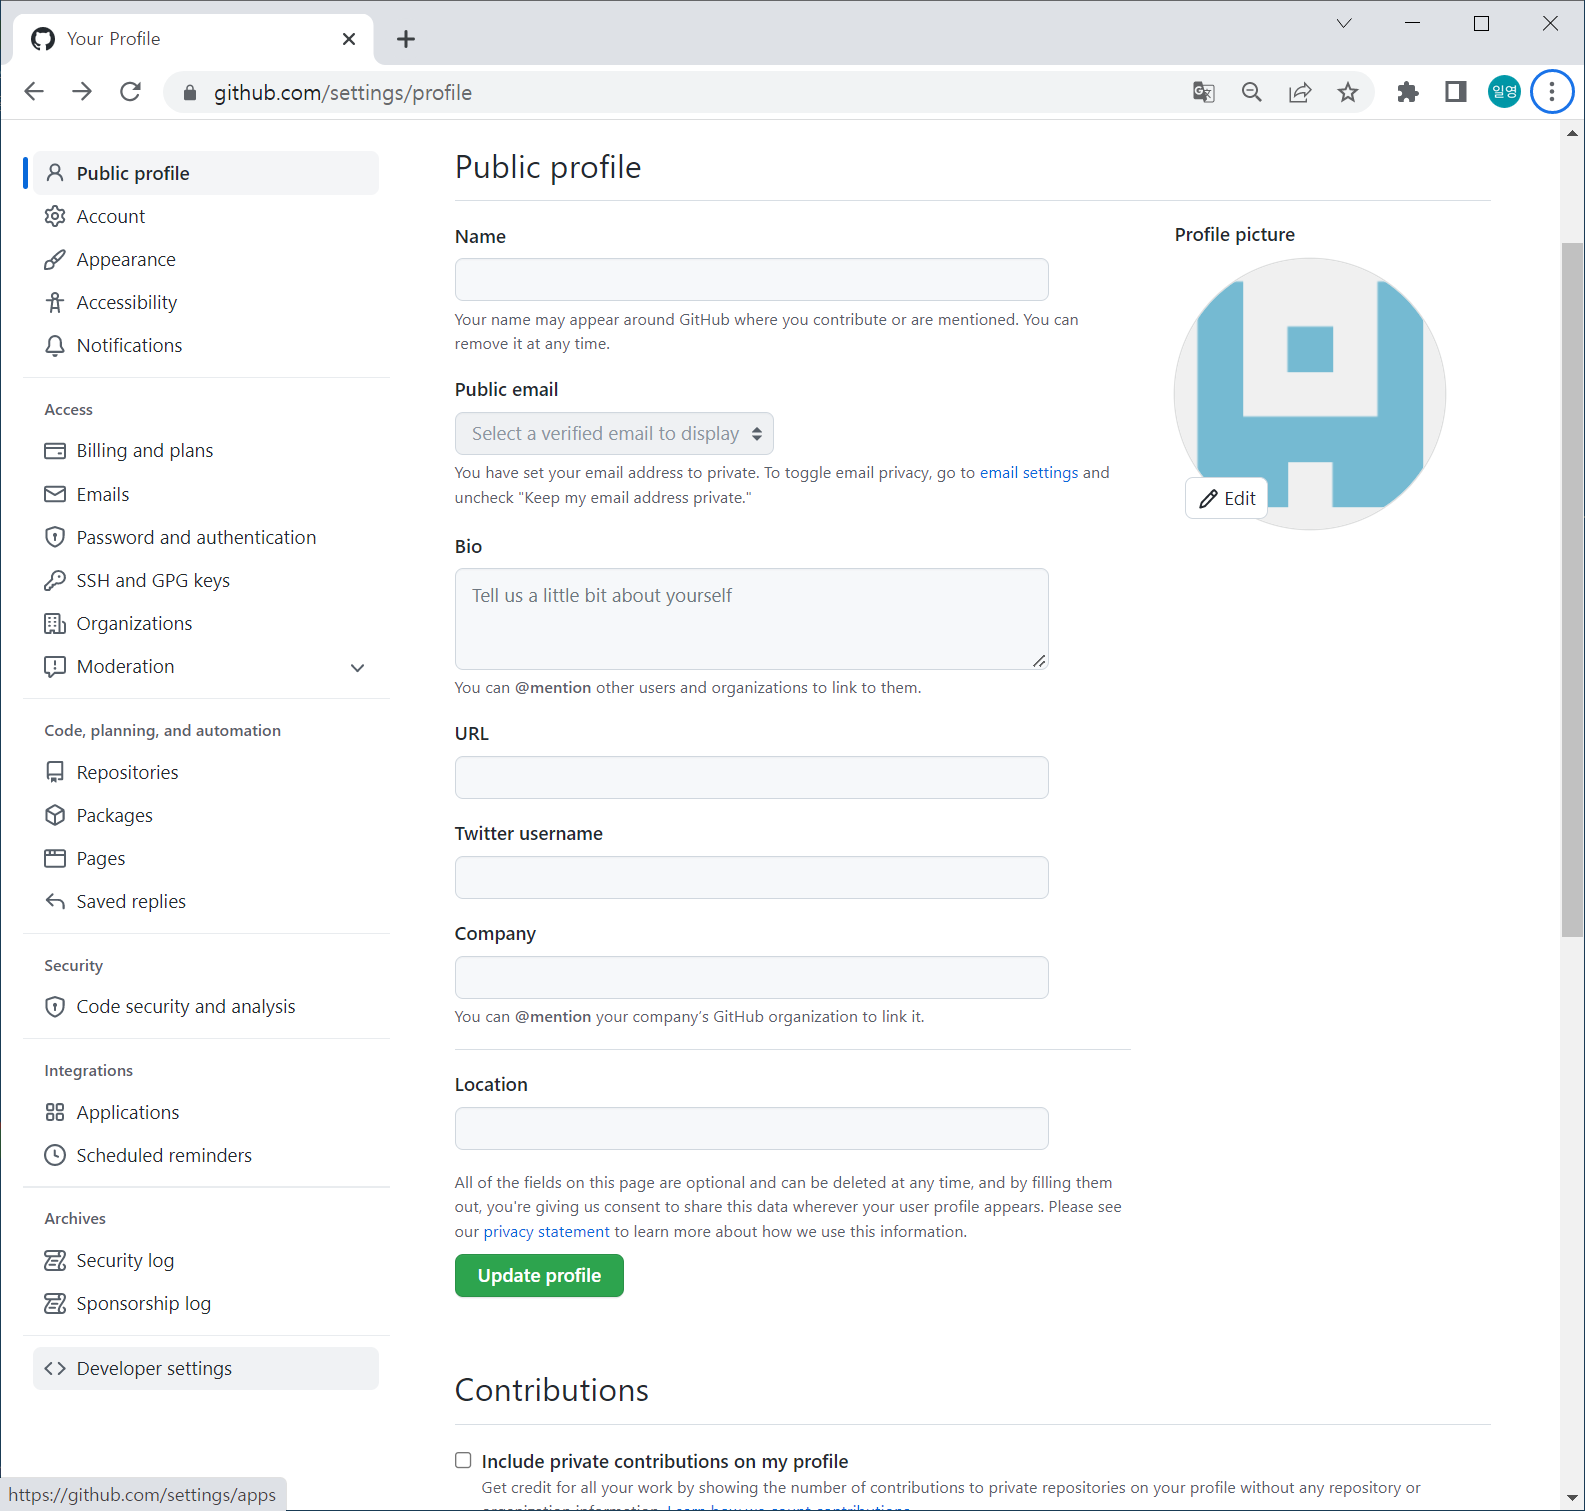 Your Profile
github.com/settings/profile
일영
Public profile
Account
Appearance
Accessibility
Notifications
Access
Billing and plans
Emails
Password and authentication
SSH and GPG keys
Organizations
Moderation
Code, planning, and automation
Repositories
Packages
Pages
Saved replies
Security
Code security and analysis
Integrations
Applications
Scheduled reminders
Archives
Security log
Sponsorship log
Developer settings
https://github.com/settings/apps
Public profile
Name
Your name may appear around GitHub where you contribute or are mentioned. You can
remove it at any time.
Public email
Select a verified email to display
You have set your email address to private. To toggle email privacy, go to email settings and
uncheck "Keep my email address private."
Bio
Tell us a little bit about yourself
You can @mention other users and organizations to link to them.
URL
Twitter username
Company
You can @mention your company's GitHub organization to link it.
Location
All of the fields on this page are optional and can be deleted at any time, and by filling them
out, you're giving us consent to share this data wherever your user profile appears. Please see
our privacy statement to learn more about how we use this information.
Update profile
Profile picture
Edit
Contributions
Include private contributions on my profile
Get credit for all your work by showing the number of contributions to private repositories on your profile without any repository or
organization information. Learn how we count contributions.